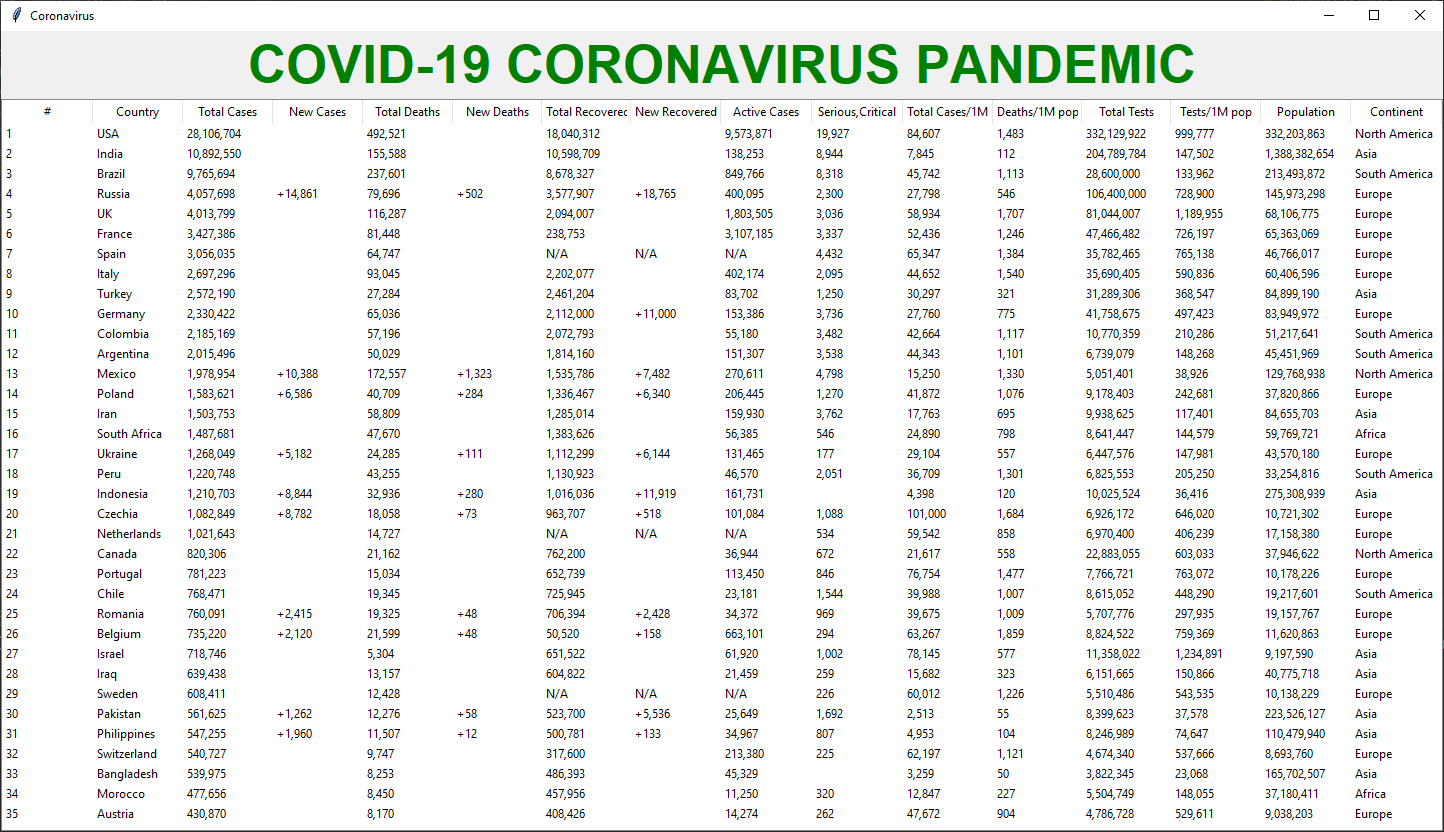 Coronavirus
COVID-19 CORONAVIRUS PANDEMIC
# Country Total Cases New Cases Total Deaths New Deaths Total Recovered New Recovered Active Cases Serious,Critical Total Cases/1M Deaths/1M pop Total Tests Tests/1M pop Population Continent
1 USA 28,106,704 492,521 18,040,312 9,573,871 19,927 84,607 1,483 332,129,922 999,777 332,203,863 North America
2 India 10,892,550 155,588 10,598,709 138,253 8,944 7,845 112 204,789,784 147,502 1,388,382,654 Asia
3 Brazil 9,765,694 237,601 8,678,327 849,766 8,318 45,742 1,113 28,600,000 133,962 213,493,872 South America
4 Russia 4,057,698 +14,861 79,696 +502 3,577,907 +18,765 400,095 2,300 27,798 546 106,400,000 728,900 145,973,298 Europe
5 UK 4,013,799 116,287 2,094,007 1,803,505 3,036 58,934 1,707 81,044,007 1,189,955 68,106,775 Europe
6 France 3,427,386 81,448 238,753 3,107,185 3,337 52,436 1,246 47,466,482 726,197 65,363,069 Europe
7 Spain 3,056,035 64,747 N/A N/A N/A 4,432 65,347 1,384 35,782,465 765,138 46,766,017 Europe
8 Italy 2,697,296 93,045 2,202,077 402,174 2,095 44,652 1,540 35,690,405 590,836 60,406,596 Europe
9 Turkey 2,572,190 27,284 2,461,204 83,702 1,250 30,297 321 31,289,306 368,547 84,899,190 Asia
10 Germany 2,330,422 65,036 2,112,000 +11,000 153,386 3,736 27,760 775 41,758,675 497,423 83,949,972 Europe
11 Colombia 2,185,169 57,196 2,072,793 55,180 3,482 42,664 1,117 10,770,359 210,286 51,217,641 South America
12 Argentina 2,015,496 50,029 1,814,160 151,307 3,538 44,343 1,101 6,739,079 148,268 45,451,969 South America
13 Mexico 1,978,954 +10,388 172,557 +1,323 1,535,786 +7,482 270,611 4,798 15,250 1,330 5,051,401 38,926 129,768,938 North America
14 Poland 1,583,621 +6,586 40,709 +284 1,336,467 +6,340 206,445 1,270 41,872 1,076 9,178,403 242,681 37,820,866 Europe
15 Iran 1,503,753 58,809 1,285,014 159,930 3,762 17,763 695 9,938,625 117,401 84,655,703 Asia
16 South Africa 1,487,681 47,670 1,383,626 56,385 546 24,890 798 8,641,447 144,579 59,769,721 Africa
17 Ukraine 1,268,049 +5,182 24,285 +111 1,112,299 +6,144 131,465 177 29,104 557 6,447,576 147,981 43,570,180 Europe
18 Peru 1,220,748 43,255 1,130,923 46,570 2,051 36,709 1,301 6,825,553 205,250 33,254,816 South America
19 Indonesia 1,210,703 +8,844 32,936 +280 1,016,036 +11,919 161,731 4,398 120 10,025,524 36,416 275,308,939 Asia
20 Czechia 1,082,849 +8,782 18,058 +73 963,707 +518 101,084 1,088 101,000 1,684 6,926,172 646,020 10,721,302 Europe
21 Netherlands 1,021,643 14,727 N/A N/A N/A 534 59,542 858 6,970,400 406,239 17,158,380 Europe
22 Canada 820,306 21,162 762,200 36,944 672 21,617 558 22,883,055 603,033 37,946,622 North America
23 Portugal 781,223 15,034 652,739 113,450 846 76,754 1,477 7,766,721 763,072 10,178,226 Europe
24 Chile 768,471 19,345 725,945 23,181 1,544 39,988 1,007 8,615,052 448,290 19,217,601 South America
25 Romania 760,091 +2,415 19,325 +48 706,394 +2,428 34,372 969 39,675 1,009 5,707,776 297,935 19,157,767 Europe
26 Belgium 735,220 +2,120 21,599 +48 50,520 +158 663,101 294 63,267 1,859 8,824,522 759,369 11,620,863 Europe
27 Israel 718,746 5,304 651,522 61,920 1,002 78,145 577 11,358,022 1,234,891 9,197,590 Asia
28 Iraq 639,438 13,157 604,822 21,459 259 15,682 323 6,151,665 150,866 40,775,718 Asia
29 Sweden 608,411 12,428 N/A N/A N/A 226 60,012 1,226 5,510,486 543,535 10,138,229 Europe
30 Pakistan 561,625 +1,262 12,276 +58 523,700 +5,536 25,649 1,692 2,513 55 8,399,623 37,578 223,526,127 Asia
31 Philippines 547,255 +1,960 11,507 +12 500,781 +133 34,967 807 4,953 104 8,246,989 74,647 110,479,940 Asia
32 Switzerland 540,727 9,747 317,600 213,380 225 62,197 1,121 4,674,340 537,666 8,693,760 Europe
33 Bangladesh 539,975 8,253 486,393 45,329 3,259 50 3,822,345 23,068 165,702,507 Asia
34 Morocco 477,656 8,450 457,956 11,250 320 12,847 227 5,504,749 148,055 37,180,411 Africa
35 Austria 430,870 8,170 408,426 14,274 262 47,672 904 4,786,728 529,611 9,038,203 Europe